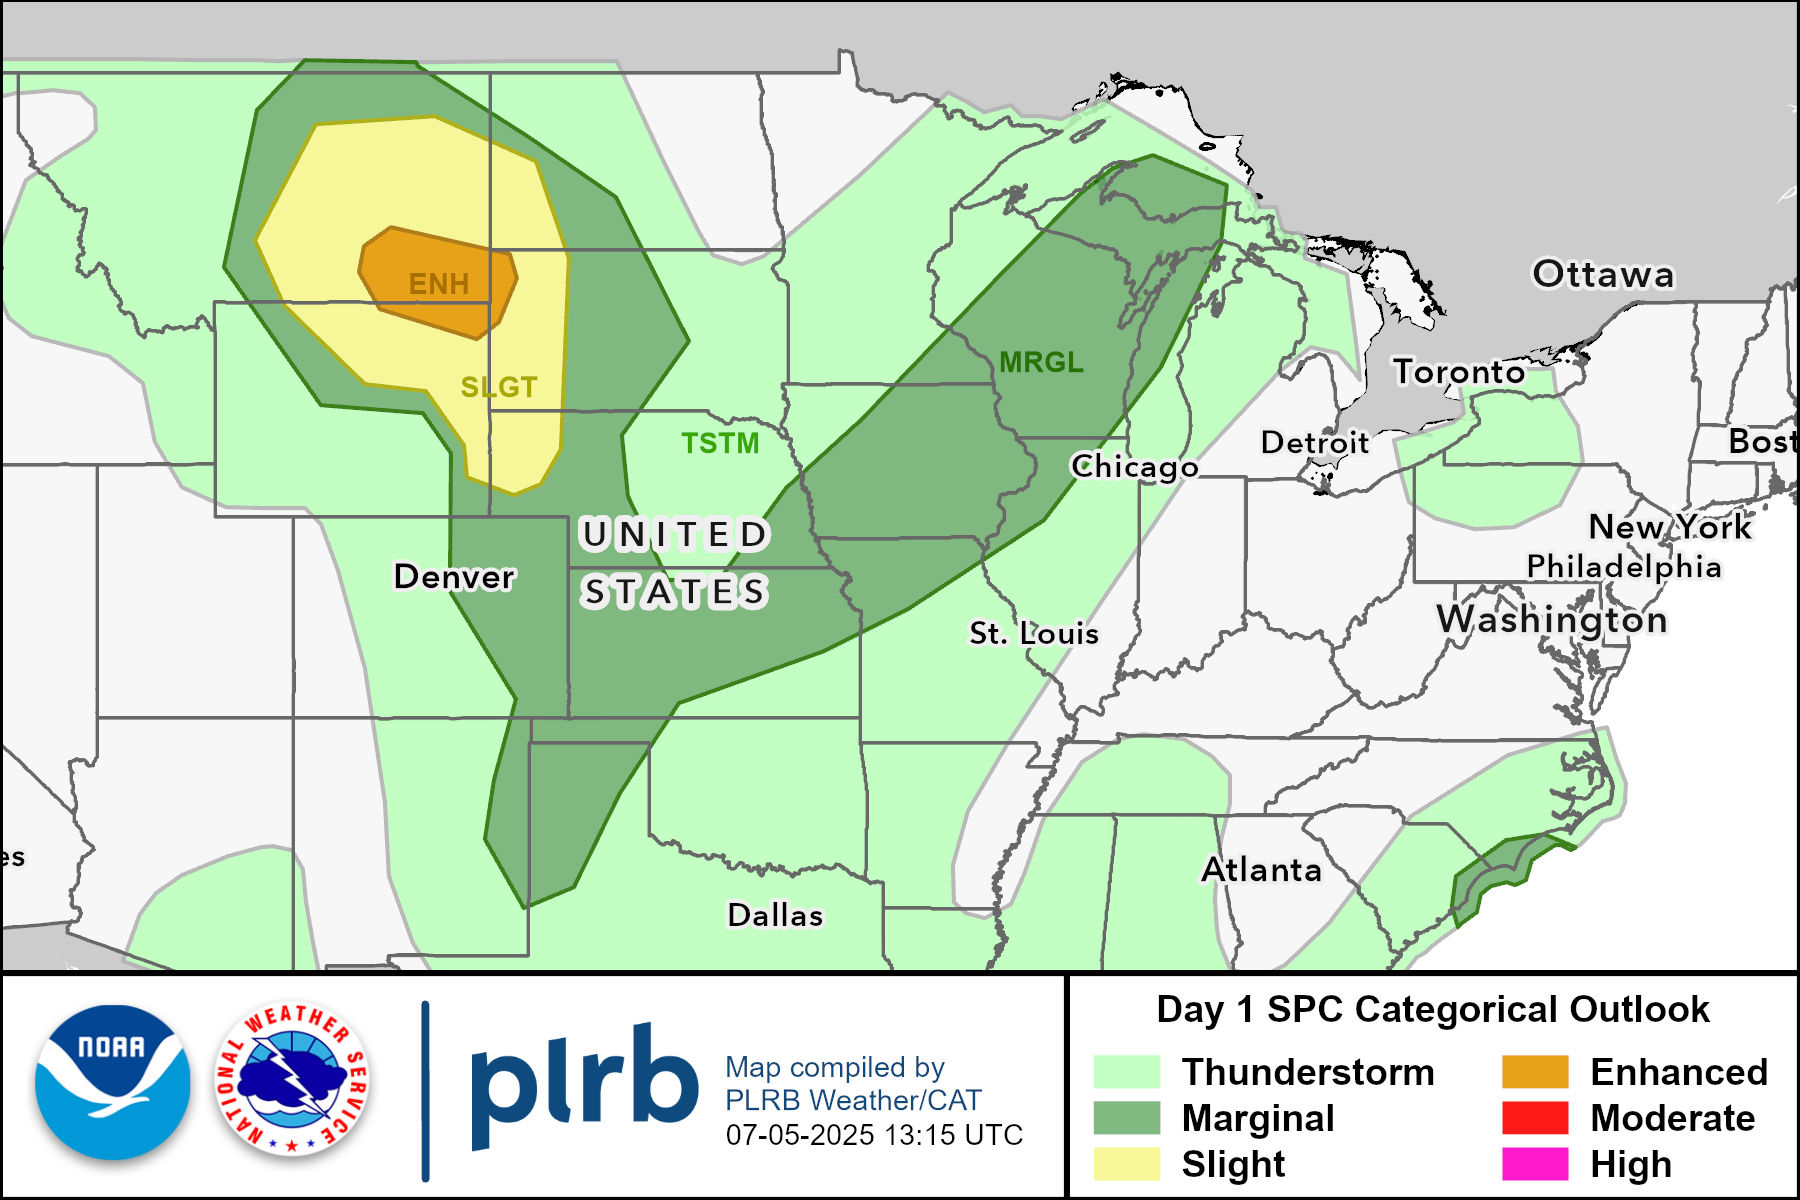 Ottawa
ENH
Toronto
MRGL
SLGT
TSTM
Detroit
Bost
Chicago
New York
UNITED
Philadelphia
Denver
STATES
Washington
St. Louis
es
Atlanta
Dallas
NOAA
NATIONAL WEATHER SERVICE
plrb
Map compiled by
PLRB Weather/CAT
07-05-2025 13:15 UTC
Day 1 SPC Categorical Outlook
Thunderstorm
Marginal
Slight
Enhanced
Moderate
High